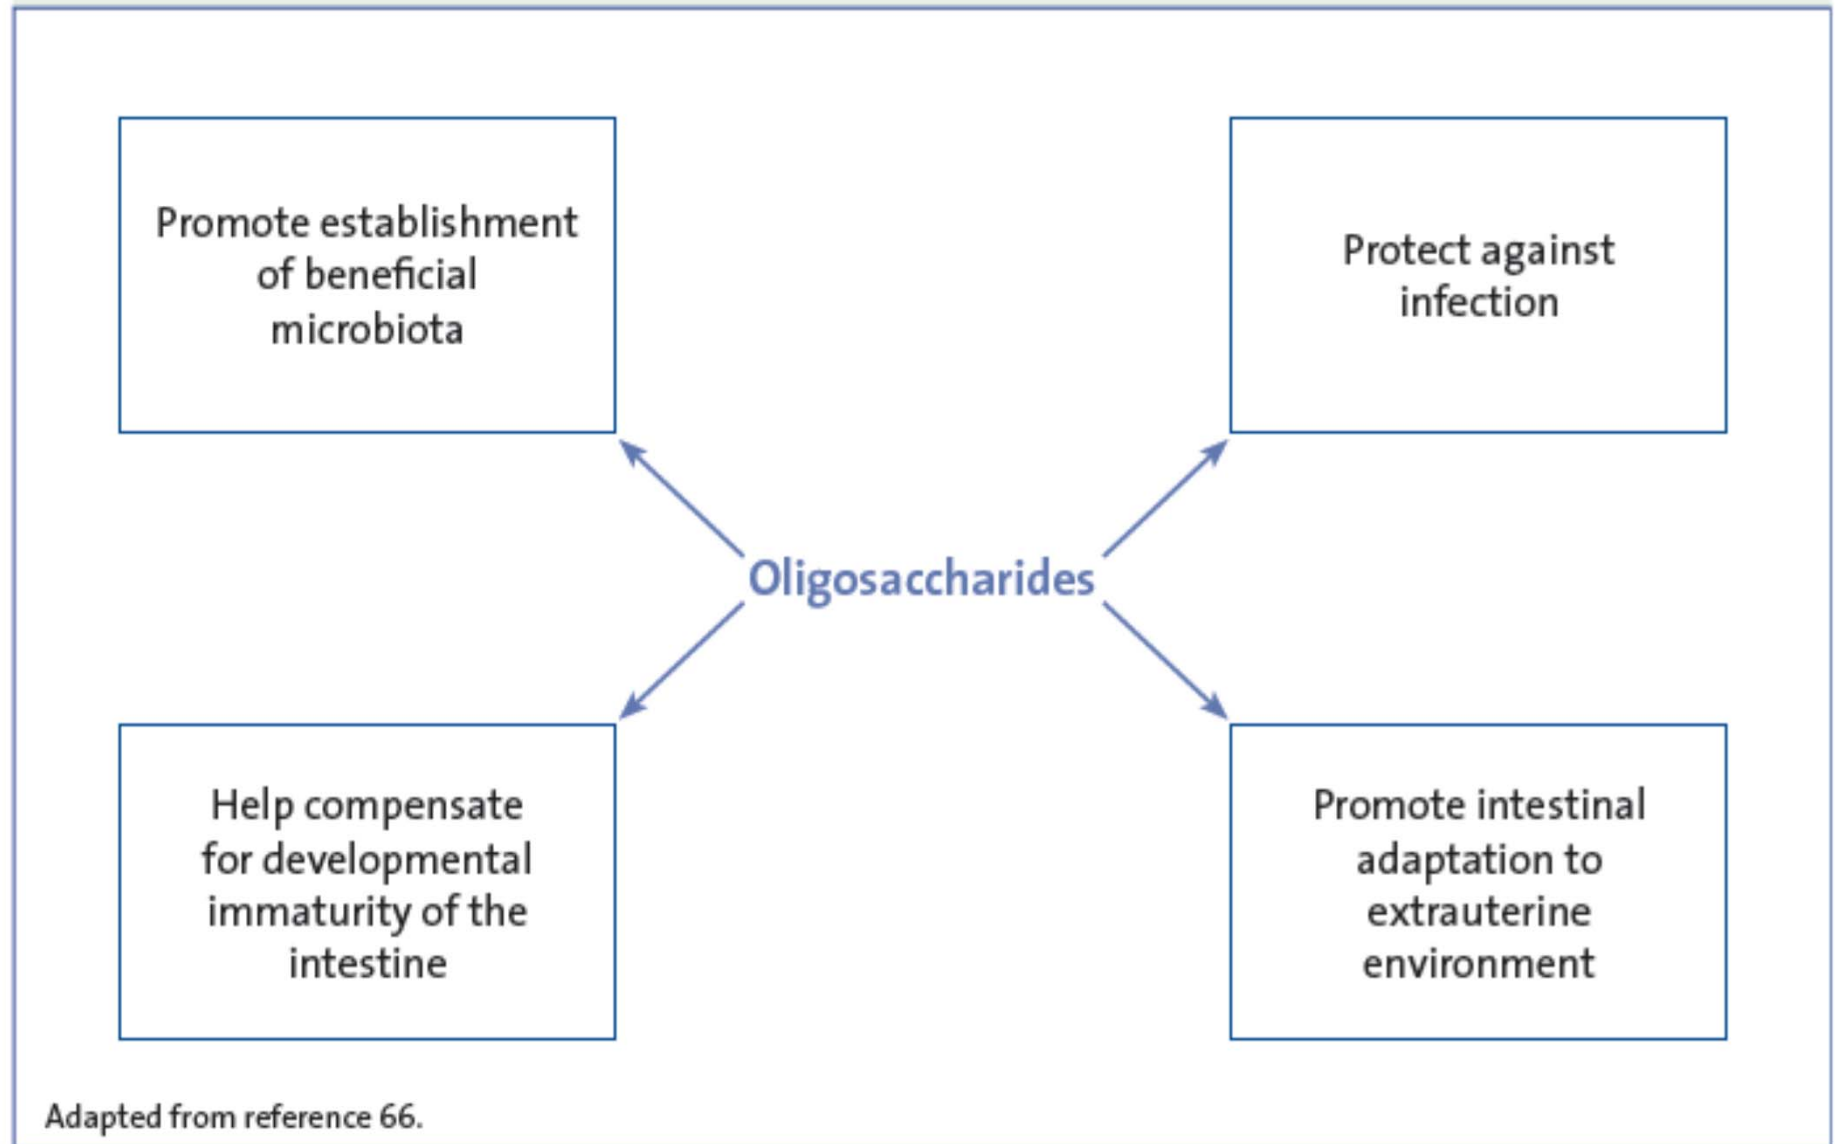 Promote establishment
of beneficial
microbiota
Protect against
infection
Oligosaccharides
Help compensate
for developmental
immaturity of the
intestine
Promote intestinal
adaptation to
extrauterine
environment
Adapted from reference 66.